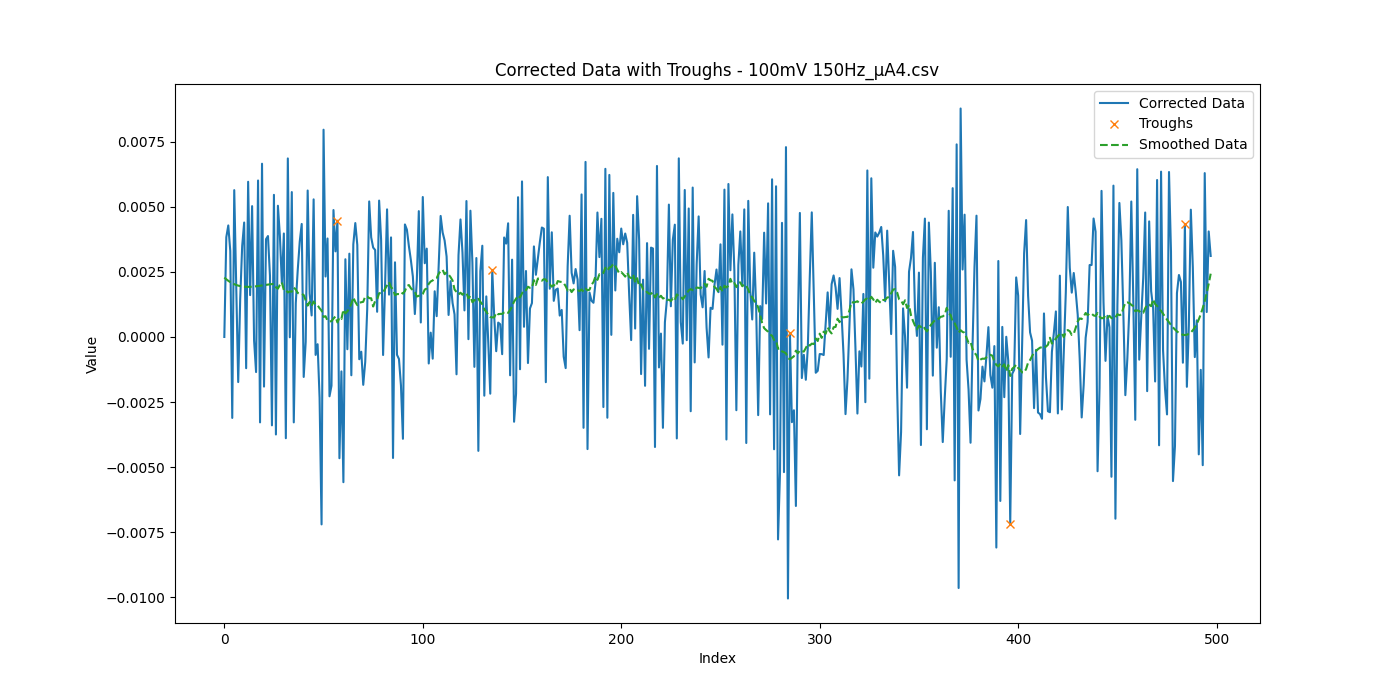 Corrected Data with Troughs - 100mV 150Hz_µA4.csv
Corrected Data
Troughs
Smoothed Data
Value
0.0075
0.0050
0.0025
0.0000
−0.0025
−0.0050
−0.0075
−0.0100
0 100 200 300 400 500
Index